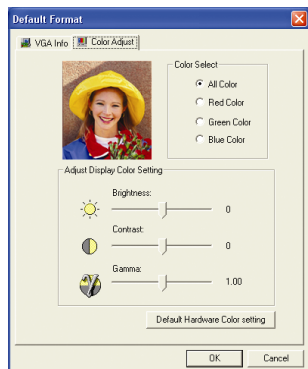 Default Format
VGA Info
Color Adjust
Color Select
All Color
Red Color
Green Color
Blue Color
Adjust Display Color Setting
Brightness:
0
Contrast:
0
Gamma:
1.00
Default Hardware Color setting
OK
Cancel